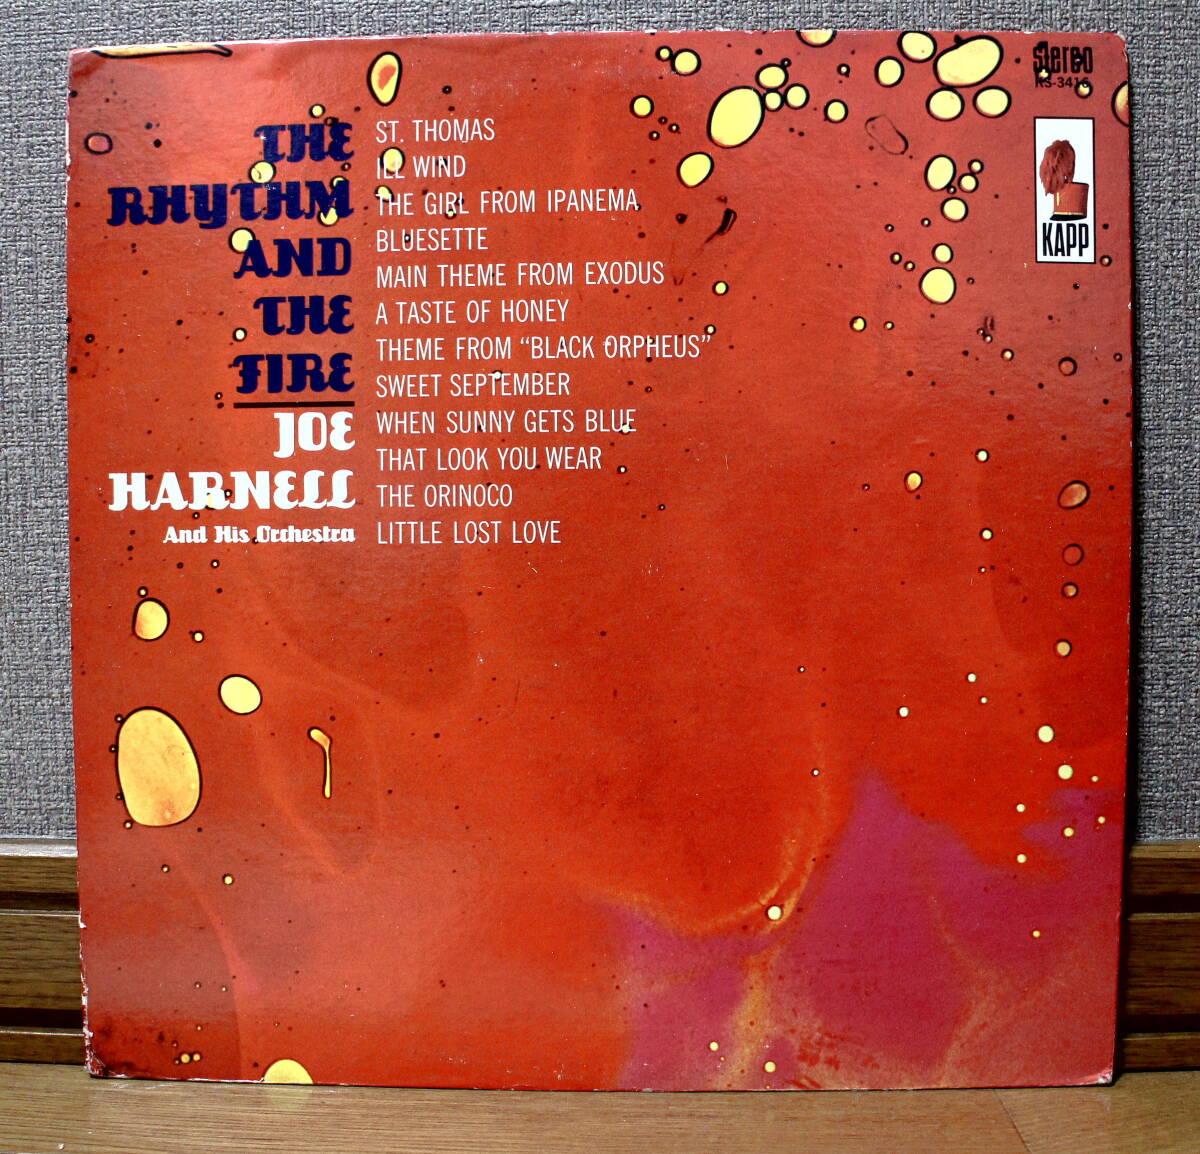 Stereo
KS-3416
THE
RHYTHM
AND
THE
FIRE
JOE
HARNELL
And His Orchestra
ST. THOMAS
ILL WIND
THE GIRL FROM IPANEMA
BLUESETTE
MAIN THEME FROM EXODUS
A TASTE OF HONEY
THEME FROM “BLACK ORPHEUS”
SWEET SEPTEMBER
WHEN SUNNY GETS BLUE
THAT LOOK YOU WEAR
THE ORINOCO
LITTLE LOST LOVE
KAPP